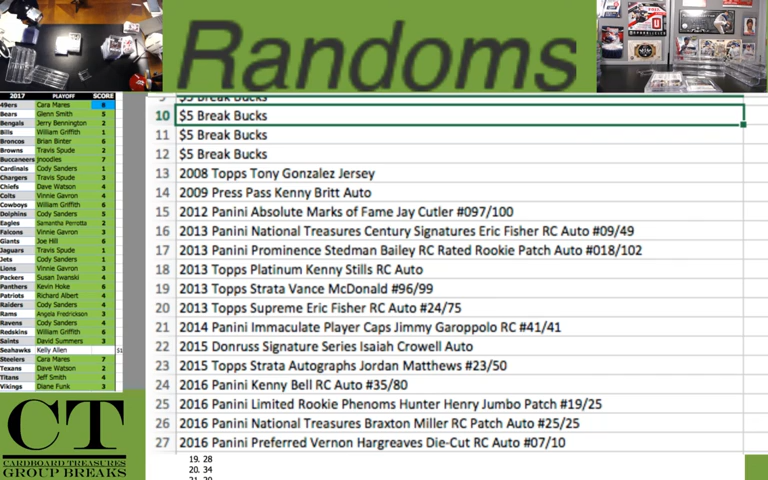 Randoms
2017 PLAYOFF SCORE
49ers Cara Mares 6
Bears Glenn Smith 5
Bengals Jerry Bennington 2
Bills William Griffith 1
Broncos Brian Binter 6
Browns Travis Spude 2
Buccaneers jnoodles 7
Cardinals Cody Sanders 1
Chargers Travis Spude 3
Chiefs Dave Watson 4
Colts Vinnie Gavron 4
Cowboys William Griffith 6
Dolphins Cody Sanders 5
Eagles Samantha Perrotta 2
Falcons Vinnie Gavron 3
Giants Joe Hill 6
Jaguars Travis Spude 1
Jets Cody Sanders 1
Lions Vinnie Gavron 3
Packers Susan Iwanski 4
Panthers Kevin Hoke 6
Patriots Richard Albert 4
Raiders Cody Sanders 4
Rams Angela Fredrickson 3
Ravens Cody Sanders 4
Redskins William Griffith 6
Saints David Summers 3
Seahawks Kelly Allen
Steelers Cara Mares 7
Texans Dave Watson 2
Titans Jeff Smith 4
Vikings Diane Funk 3
CT
CARDBOARD TREASURES
GROUP BREAKS
9 $5 Break Bucks
10 $5 Break Bucks
11 $5 Break Bucks
12 $5 Break Bucks
13 2008 Topps Tony Gonzalez Jersey
14 2009 Press Pass Kenny Britt Auto
15 2012 Panini Absolute Marks of Fame Jay Cutler #097/100
16 2013 Panini National Treasures Century Signatures Eric Fisher RC Auto #09/49
17 2013 Panini Prominence Stedman Bailey RC Rated Rookie Patch Auto #018/102
18 2013 Topps Platinum Kenny Stills RC Auto
19 2013 Topps Strata Vance McDonald #96/99
20 2013 Topps Supreme Eric Fisher RC Auto #24/75
21 2014 Panini Immaculate Player Caps Jimmy Garoppolo RC #41/41
22 2015 Donruss Signature Series Isaiah Crowell Auto
23 2015 Topps Strata Autographs Jordan Matthews #23/50
24 2016 Panini Kenny Bell RC Auto #35/80
25 2016 Panini Limited Rookie Phenoms Hunter Henry Jumbo Patch #19/25
26 2016 Panini National Treasures Braxton Miller RC Patch Auto #25/25
27 2016 Panini Preferred Vernon Hargreaves Die-Cut RC Auto #07/10
19. 28
20. 34